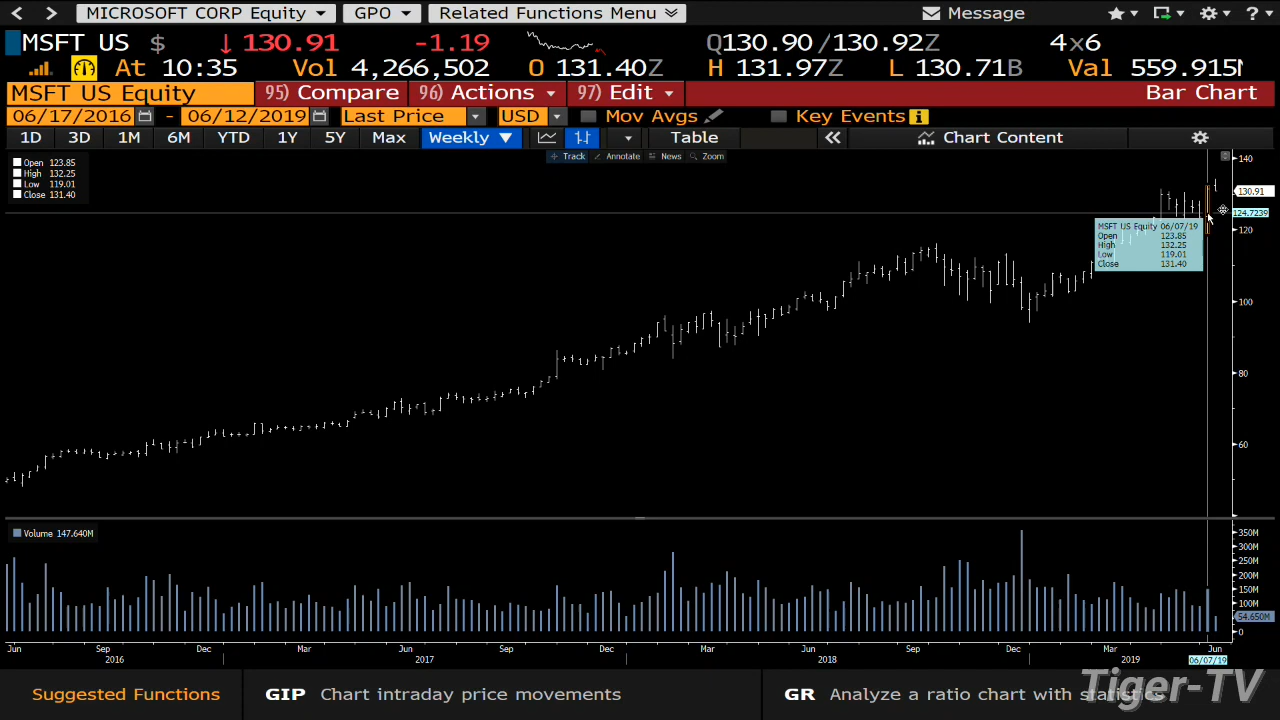 < > MICROSOFT CORP Equity GPO Related Functions Menu Message ?
MSFT US $ ↓ 130.91 -1.19 Q130.90 /130.92Z 4x6
At 10:35 Vol 4,266,502 O 131.40Z H 131.97Z L 130.71B Val 559.915M
MSFT US Equity 95) Compare 96) Actions 97) Edit Bar Chart
06/17/2016 - 06/12/2019 Last Price USD Mov Avgs Key Events
1D 3D 1M 6M YTD 1Y 5Y Max Weekly ▼ Table « Chart Content
Track Annotate News Zoom
Open 123.85
High 132.25
Low 119.01
Close 131.40
140
130.91
124.7239
120
100
80
60
MSFT US Equity 06/07/19
Open 123.85
High 132.25
Low 119.01
Close 131.40
Volume 147.640M
350M
300M
250M
200M
150M
100M
54.650M
0
Jun Sep Dec Mar Jun Sep Dec Mar Jun Sep Dec Mar Jun
2016 2017 2018 2019 06/07/19
Suggested Functions GIP Chart intraday price movements GR Analyze a ratio chart with statistics
Tiger-TV